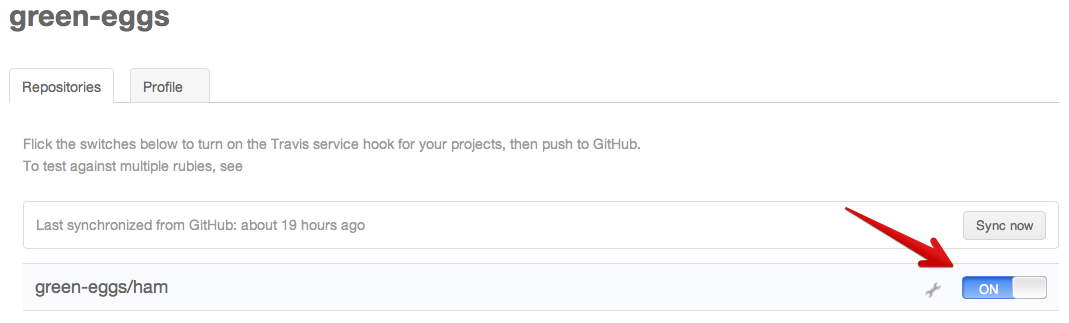 green-eggs
Repositories
Profile
Flick the switches below to turn on the Travis service hook for your projects, then push to GitHub.
To test against multiple rubies, see
Last synchronized from GitHub: about 19 hours ago
Sync now
green-eggs/ham
ON